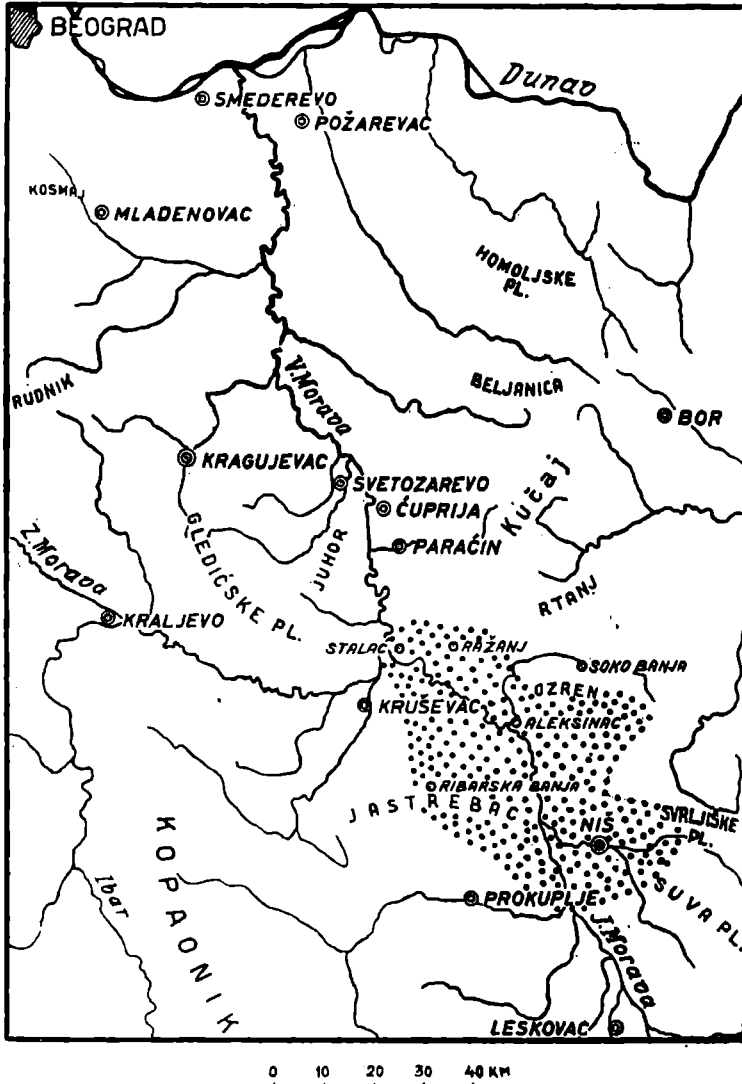 BEOGRAD
Dunav
SMEDEREVO
POŽAREVAC
KOSMAJ
MLADENOVAC
HOMOLJSKE
PL.
RUDNIK
V.Morava
BELJANICA
BOR
KRAGUJEVAC
SVETOZAREVO
ĆUPRIJA
Kučaj
PARAĆIN
GLEDIĆSKE PL.
JUHOR
Z.Morava
RTANJ
KRALJEVO
STALAĆ
RAŽANJ
SOKO BANJA
OZREN
KRUŠEVAC
ALEKSINAC
RIBARSKA BANJA
JASTREBAC
SVRLJIŠKE
PL.
NIŠ
KOPAONIK
Ibar
SUVA PL.
PROKUPLJE
J.Morava
LESKOVAC
0 10 20 30 40 KM